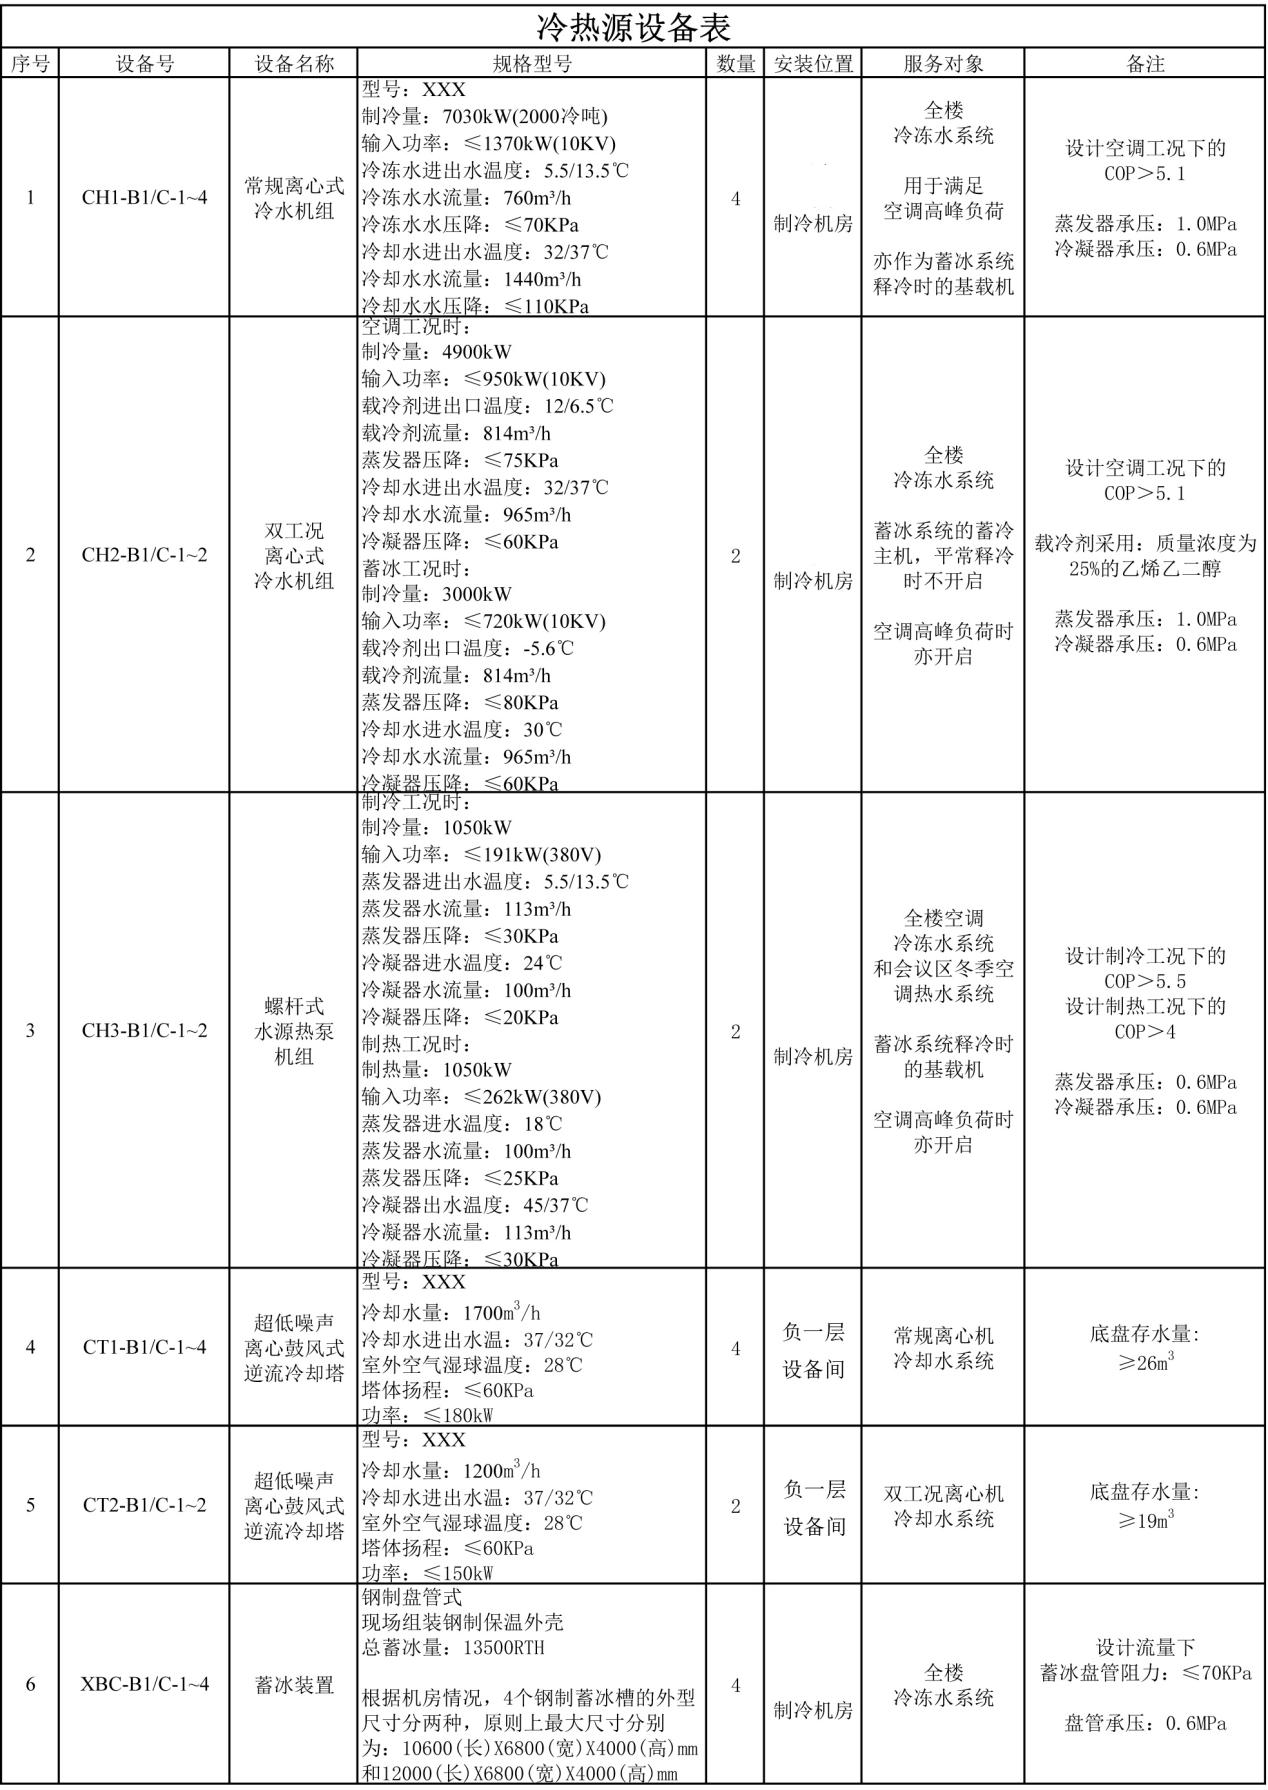 冷热源设备表
序号 设备号 设备名称 规格型号 数量 安装位置 服务对象 备注
1
CH1-B1/C-1~4
常规离心式
冷水机组
型号：XXX
制冷量：7030kW(2000冷吨)
输入功率：≤1370kW(10KV)
冷冻水进出水温度：5.5/13.5℃
冷冻水水流量：760m³/h
冷冻水水压降：≤70KPa
冷却水进出水温度：32/37℃
冷却水水流量：1440m³/h
冷却水水压降：≤110KPa
4
制冷机房
全楼
冷冻水系统
用于满足
空调高峰负荷
亦作为蓄冰系统
释冷时的基载机
设计空调工况下的
COP＞5.1
蒸发器承压：1.0MPa
冷凝器承压：0.6MPa
2
CH2-B1/C-1~2
双工况
离心式
冷水机组
空调工况时：
制冷量：4900kW
输入功率：≤950kW(10KV)
载冷剂进出口温度：12/6.5℃
载冷剂流量：814m³/h
蒸发器压降：≤75KPa
冷却水进出水温度：32/37℃
冷却水水流量：965m³/h
冷凝器压降：≤60KPa
蓄冰工况时：
制冷量：3000kW
输入功率：≤720kW(10KV)
载冷剂出口温度：-5.6℃
载冷剂流量：814m³/h
蒸发器压降：≤80KPa
冷却水进水温度：30℃
冷却水水流量：965m³/h
冷凝器压降：≤60KPa
2
制冷机房
全楼
冷冻水系统
蓄冰系统的蓄冷
主机，平常释冷
时不开启
空调高峰负荷时
亦开启
设计空调工况下的
COP＞5.1
载冷剂采用：质量浓度为
25%的乙烯乙二醇
蒸发器承压：1.0MPa
冷凝器承压：0.6MPa
3
CH3-B1/C-1~2
螺杆式
水源热泵
机组
制冷工况时：
制冷量：1050kW
输入功率：≤191kW(380V)
蒸发器进出水温度：5.5/13.5℃
蒸发器水流量：113m³/h
蒸发器压降：≤30KPa
冷凝器进水温度：24℃
冷凝器水流量：100m³/h
冷凝器压降：≤20KPa
制热工况时：
制热量：1050kW
输入功率：≤262kW(380V)
蒸发器进水温度：18℃
蒸发器水流量：100m³/h
蒸发器压降：≤25KPa
冷凝器出水温度：45/37℃
冷凝器水流量：113m³/h
冷凝器压降：≤30KPa
2
制冷机房
全楼空调
冷冻水系统
和会议区冬季空
调热水系统
蓄冰系统释冷时
的基载机
空调高峰负荷时
亦开启
设计制冷工况下的
COP＞5.5
设计制热工况下的
COP＞4
蒸发器承压：0.6MPa
冷凝器承压：0.6MPa
4
CT1-B1/C-1~4
超低噪声
离心鼓风式
逆流冷却塔
型号：XXX
冷却水量：1700m³/h
冷却水进出水温：37/32℃
室外空气湿球温度：28℃
塔体扬程：≤60KPa
功率：≤180kW
4
负一层
设备间
常规离心机
冷却水系统
底盘存水量：
≥26m³
5
CT2-B1/C-1~2
超低噪声
离心鼓风式
逆流冷却塔
型号：XXX
冷却水量：1200m³/h
冷却水进出水温：37/32℃
室外空气湿球温度：28℃
塔体扬程：≤60KPa
功率：≤150kW
2
负一层
设备间
双工况离心机
冷却水系统
底盘存水量：
≥19m³
6
XBC-B1/C-1~4
蓄冰装置
钢制盘管式
现场组装钢制保温外壳
总蓄冰量：13500RTH
根据机房情况，4个钢制蓄冰槽的外型
尺寸分两种，原则上最大尺寸分别
为：10600(长)X6800(宽)X4000(高)mm
和12000(长)X6800(宽)X4000(高)mm
4
制冷机房
全楼
冷冻水系统
设计流量下
蓄冰盘管阻力：≤70KPa
盘管承压：0.6MPa